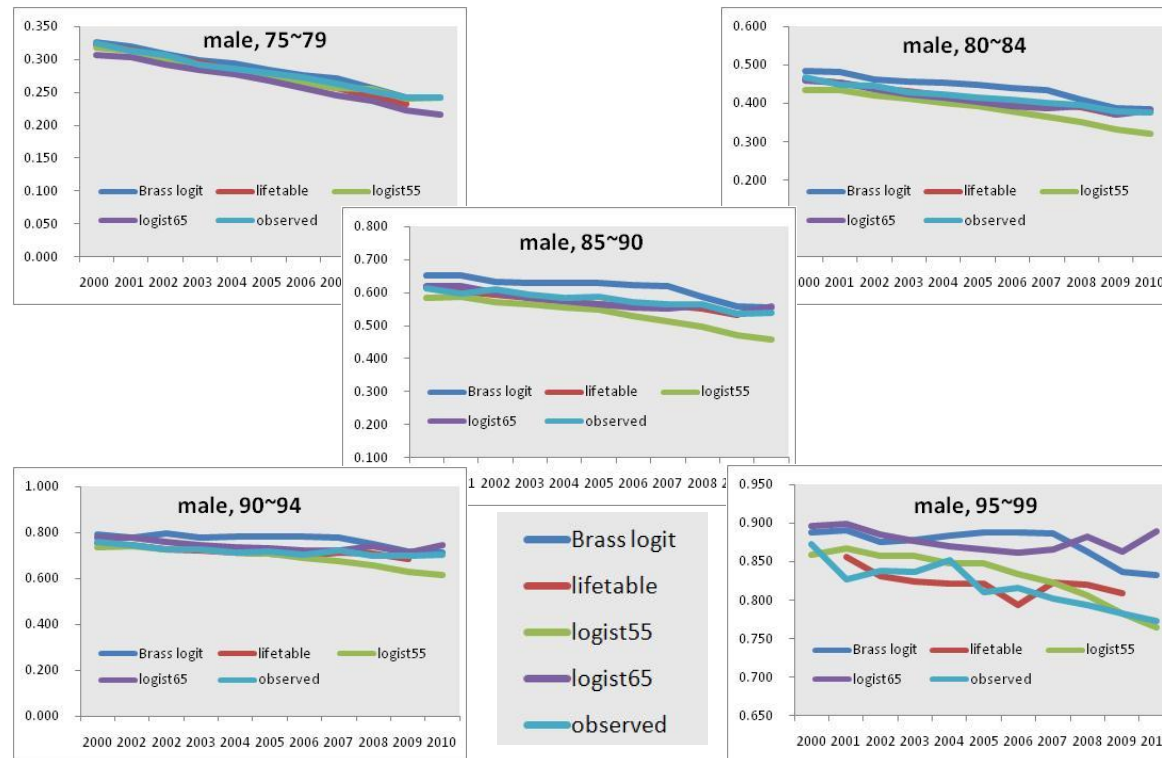 0.350
male, 75~79
0.300
0.250
0.200
0.150
0.100
Brass logit lifetable logist55
0.050
logist65 observed
0.000
2000 2001 2002 2003 2004 2005 2006 200
0.600
male, 80~84
0.500
0.400
0.300
0.200
Brass logit lifetable logist55
logist65 observed
000 2001 2002 2003 2004 2005 2006 2007 2008 2009 2010
0.800
male, 85~90
0.700
0.600
0.500
0.400
0.300
Brass logit lifetable logist55
0.200
logist65 observed
0.100
1 2002 2003 2004 2005 2006 2007 2008 2
1.000
male, 90~94
0.800
0.600
0.400
0.200
Brass logit lifetable logist55
logist65 observed
0.000
2000 2002 2002 2003 2004 2005 2006 2007 2008 2009 2010
Brass logit
lifetable
logist55
logist65
observed
0.950
male, 95~99
0.900
0.850
0.800
0.750
0.700
Brass logit lifetable logist55
logist65 observed
0.650
2000 2001 2002 2003 2004 2005 2006 2007 2008 2009 201